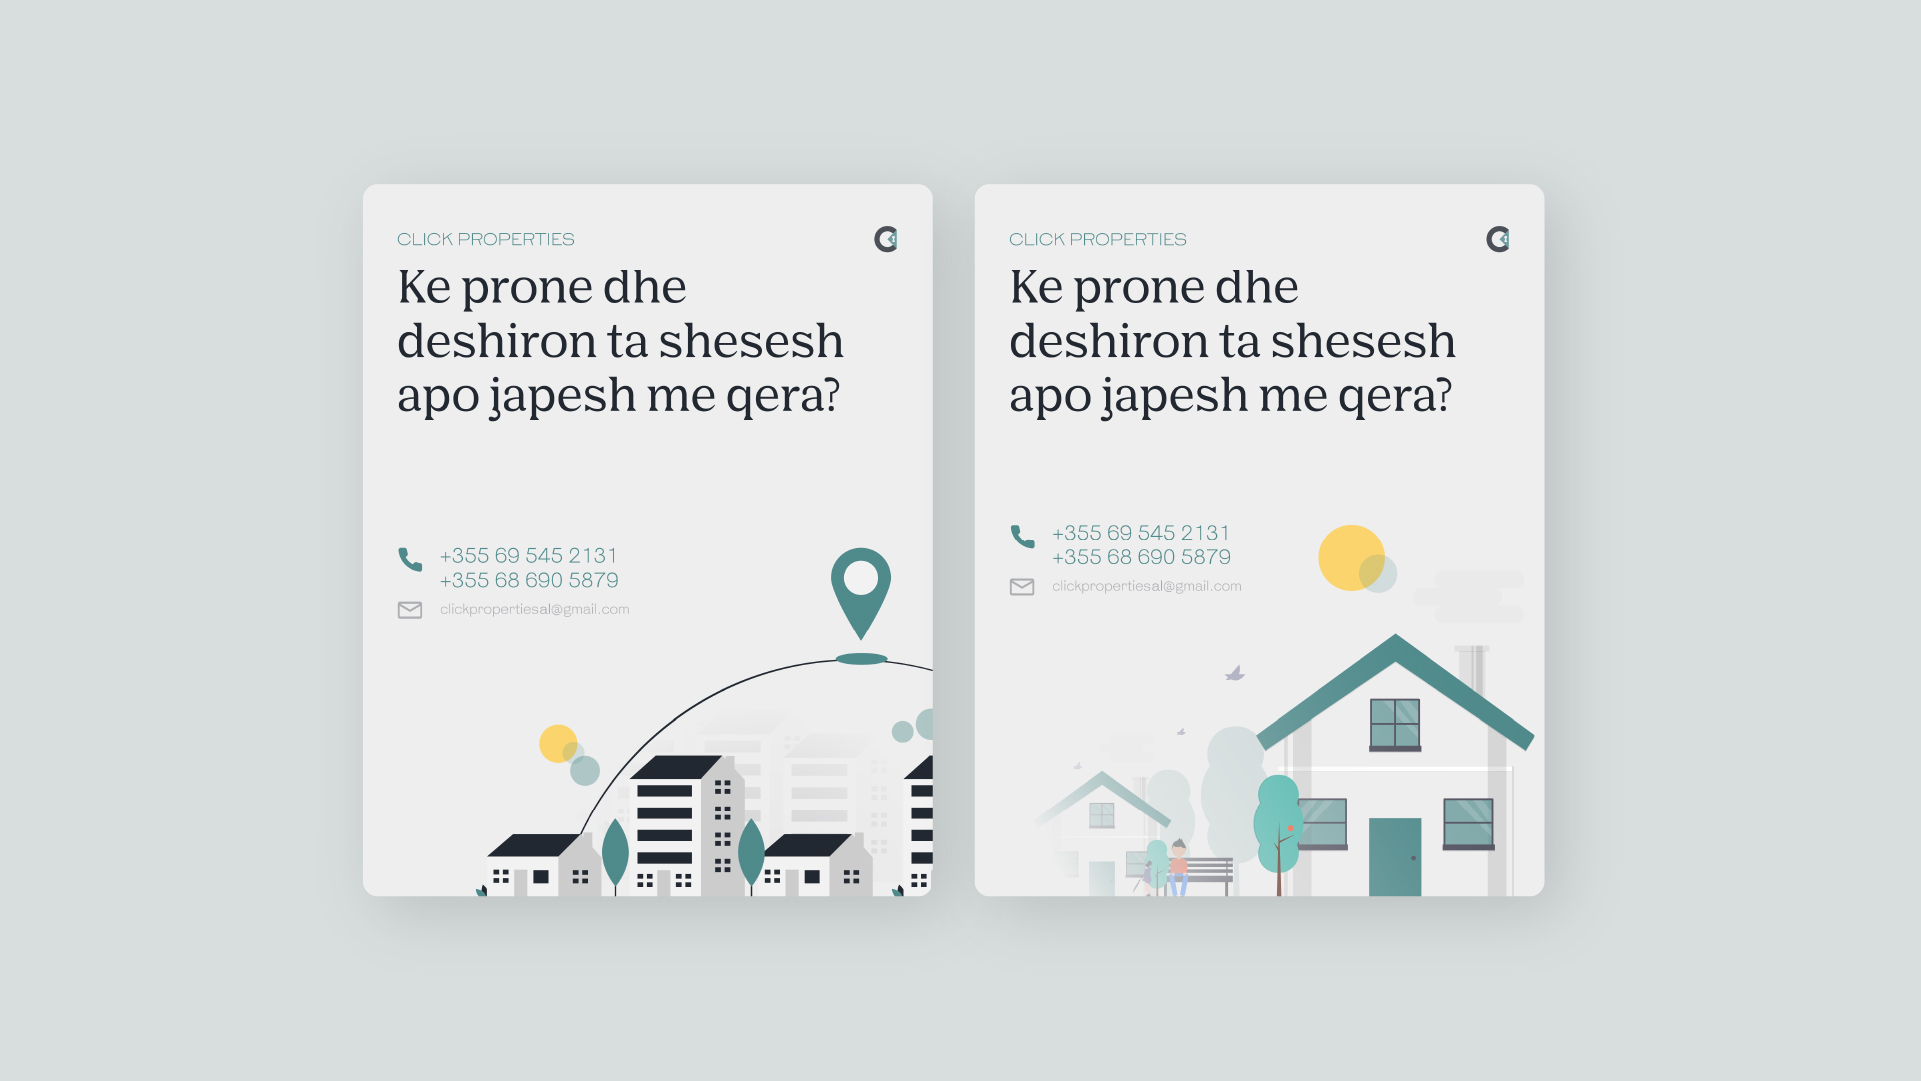 CLICK PROPERTIES
Ke prone dhe
deshiron ta shesesh
apo japesh me qera?
+355 69 545 2131
+355 68 690 5879
clickpropertiesal@gmail.com
CLICK PROPERTIES
Ke prone dhe
deshiron ta shesesh
apo japesh me qera?
+355 69 545 2131
+355 68 690 5879
clickpropertiesal@gmail.com